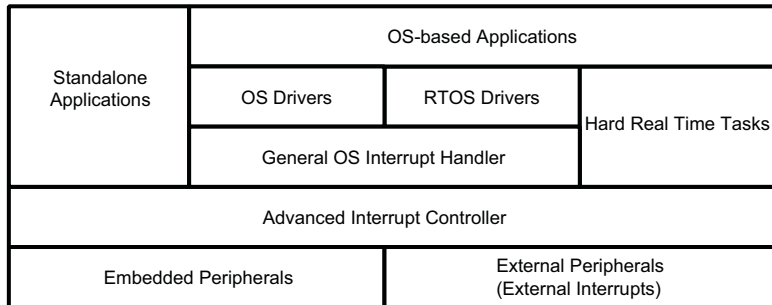 OS-based Applications
Standalone
Applications
OS Drivers
RTOS Drivers
Hard Real Time Tasks
General OS Interrupt Handler
Advanced Interrupt Controller
Embedded Peripherals
External Peripherals
(External Interrupts)